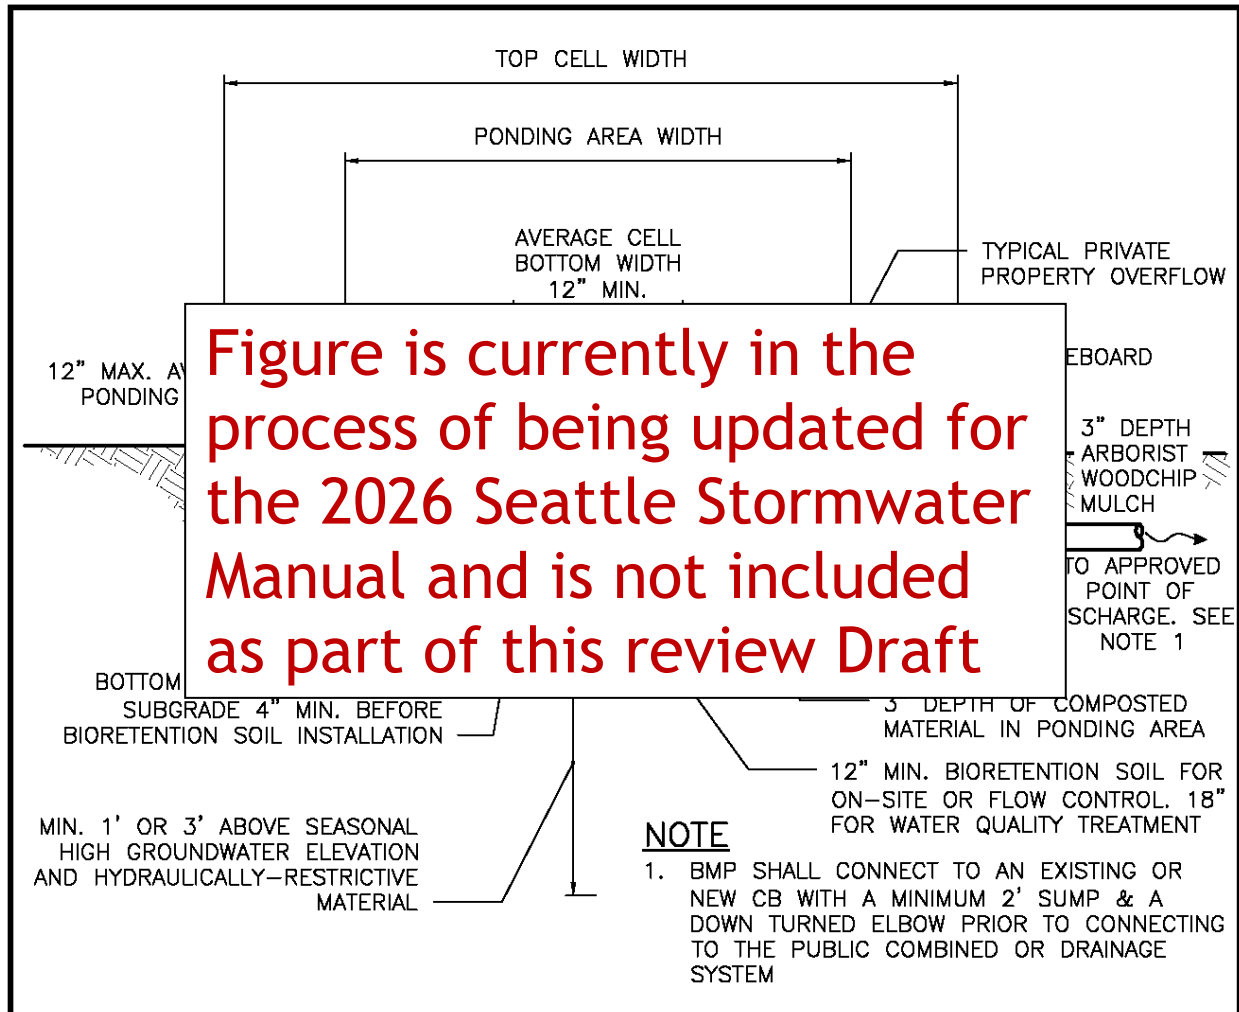 TOP CELL WIDTH
PONDING AREA WIDTH
AVERAGE CELL
BOTTOM WIDTH
12" MIN.
TYPICAL PRIVATE
PROPERTY OVERFLOW
12" MAX.
PONDING
Figure is currently in the
process of being updated for
the 2026 Seattle Stormwater
Manual and is not included
as part of this review Draft
EBOARD
3" DEPTH
ARBORIST
WOODCHIP
MULCH
TO APPROVED
POINT OF
SCHARGE. SEE
NOTE 1
BOTTOM
SUBGRADE 4" MIN. BEFORE
BIORETENTION SOIL INSTALLATION
3" DEPTH OF COMPOSTED
MATERIAL IN PONDING AREA
12" MIN. BIORETENTION SOIL FOR
ON-SITE OR FLOW CONTROL. 18"
FOR WATER QUALITY TREATMENT
MIN. 1' OR 3' ABOVE SEASONAL
HIGH GROUNDWATER ELEVATION
AND HYDRAULICALLY-RESTRICTIVE
MATERIAL
NOTE
1. BMP SHALL CONNECT TO AN EXISTING OR
NEW CB WITH A MINIMUM 2' SUMP & A
DOWN TURNED ELBOW PRIOR TO CONNECTING
TO THE PUBLIC COMBINED OR DRAINAGE
SYSTEM